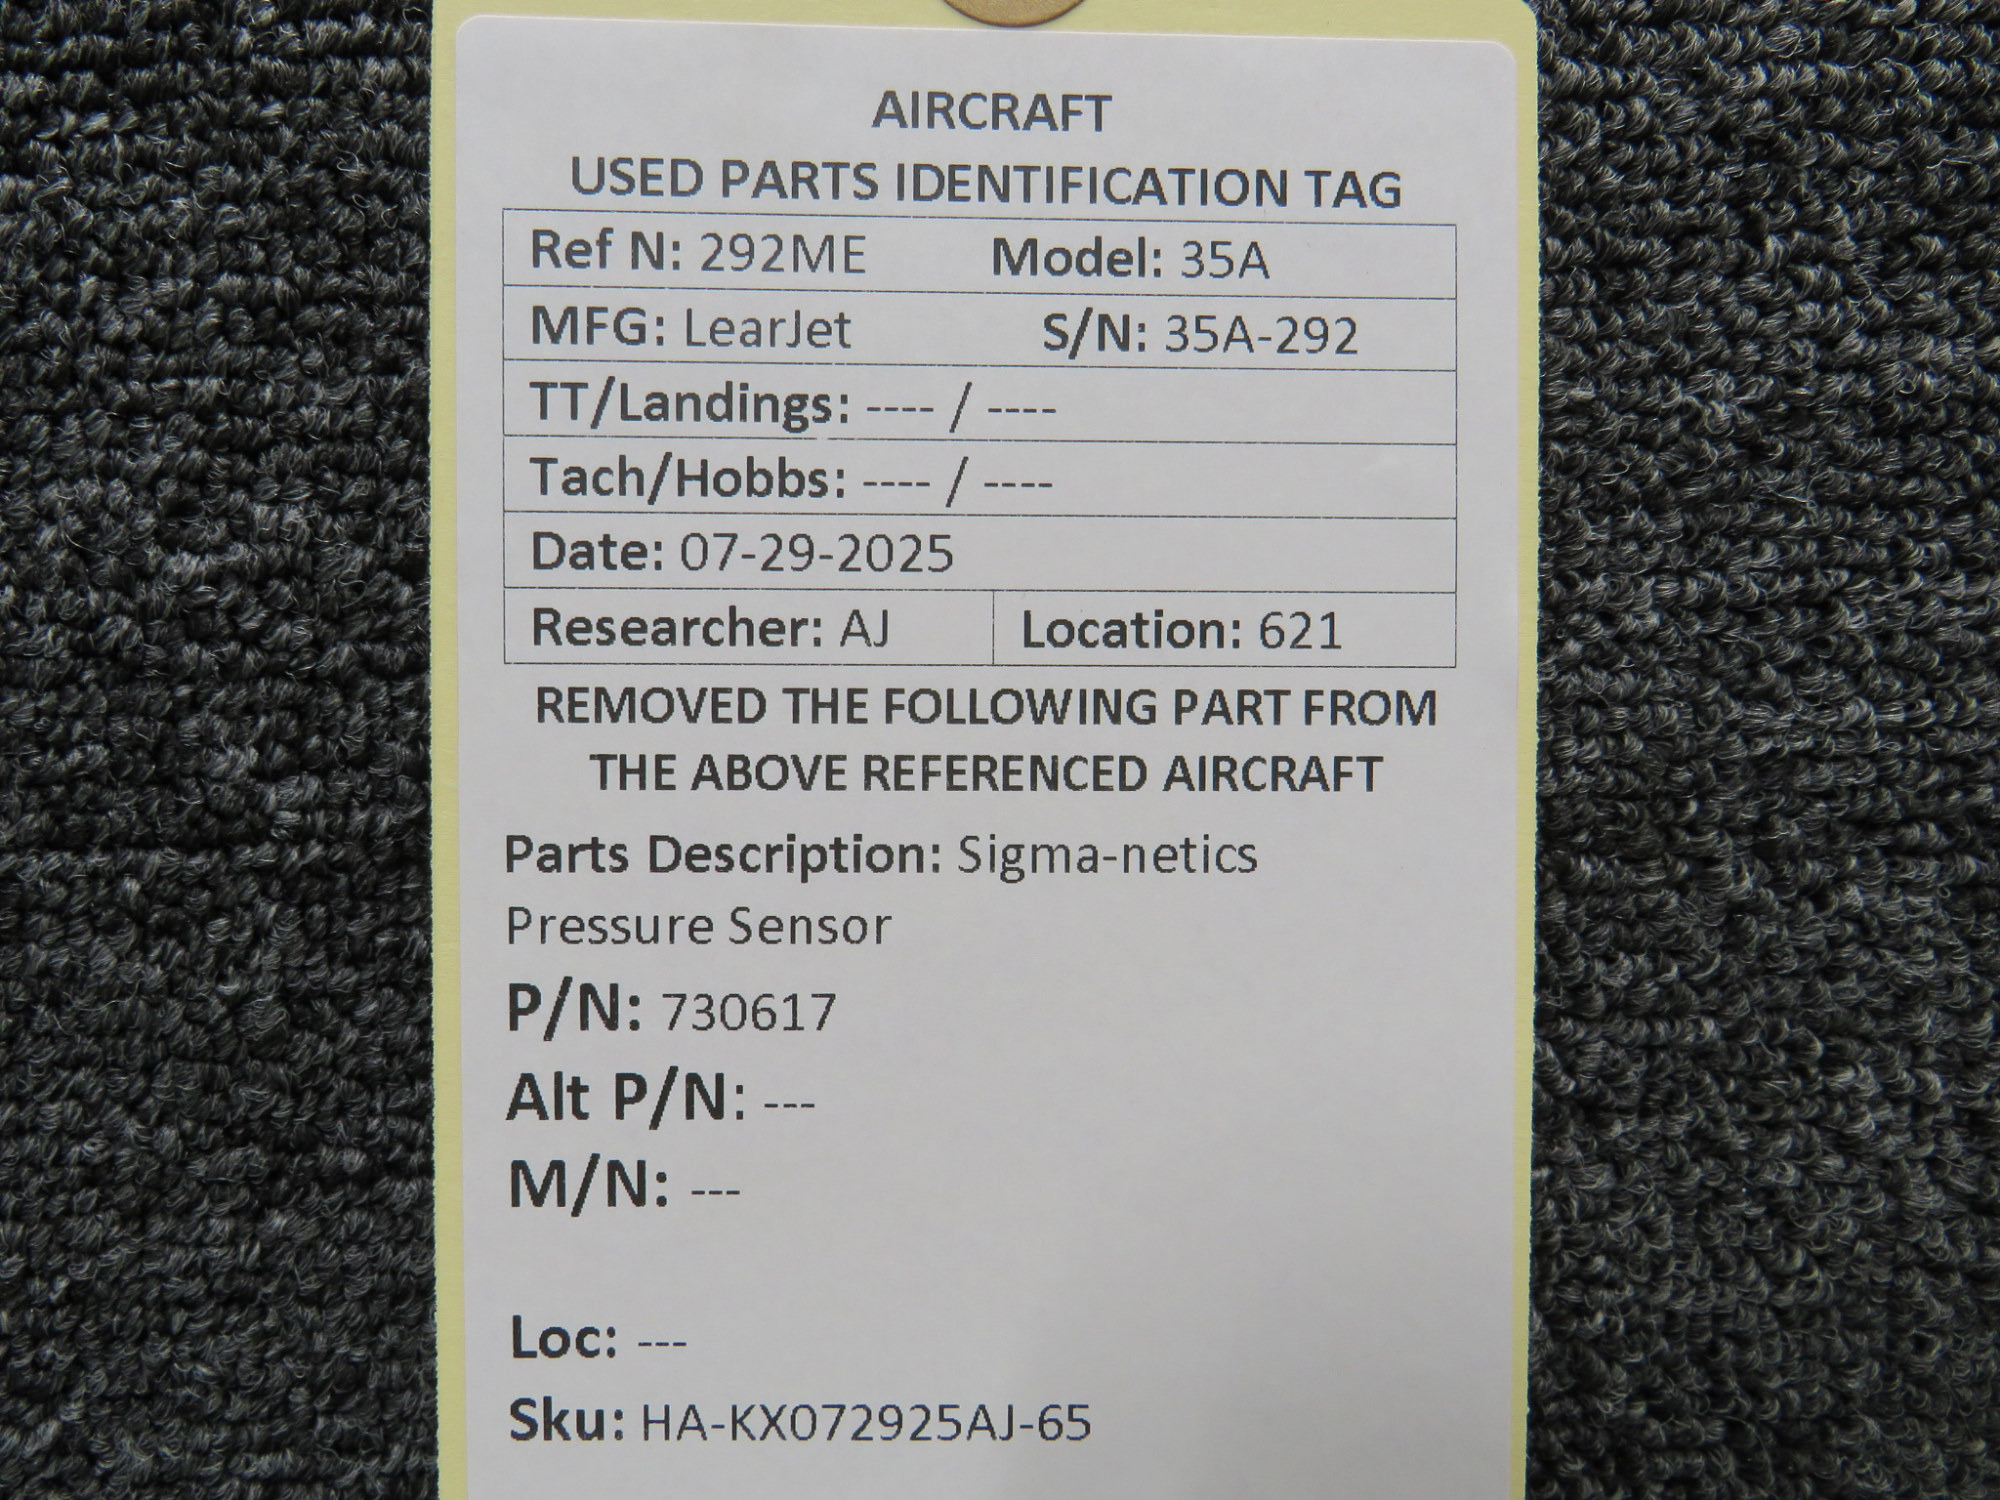 AIRCRAFT
USED PARTS IDENTIFICATION TAG
Ref N: 292ME Model: 35A
MFG: LearJet S/N: 35A-292
TT/Landings: ---- / ----
Tach/Hobbs: ---- / ----
Date: 07-29-2025
Researcher: AJ Location: 621
REMOVED THE FOLLOWING PART FROM
THE ABOVE REFERENCED AIRCRAFT
Parts Description: Sigma-netics
Pressure Sensor
P/N: 730617
Alt P/N: ---
M/N: ---
Loc: ---
Sku: HA-KX072925AJ-65